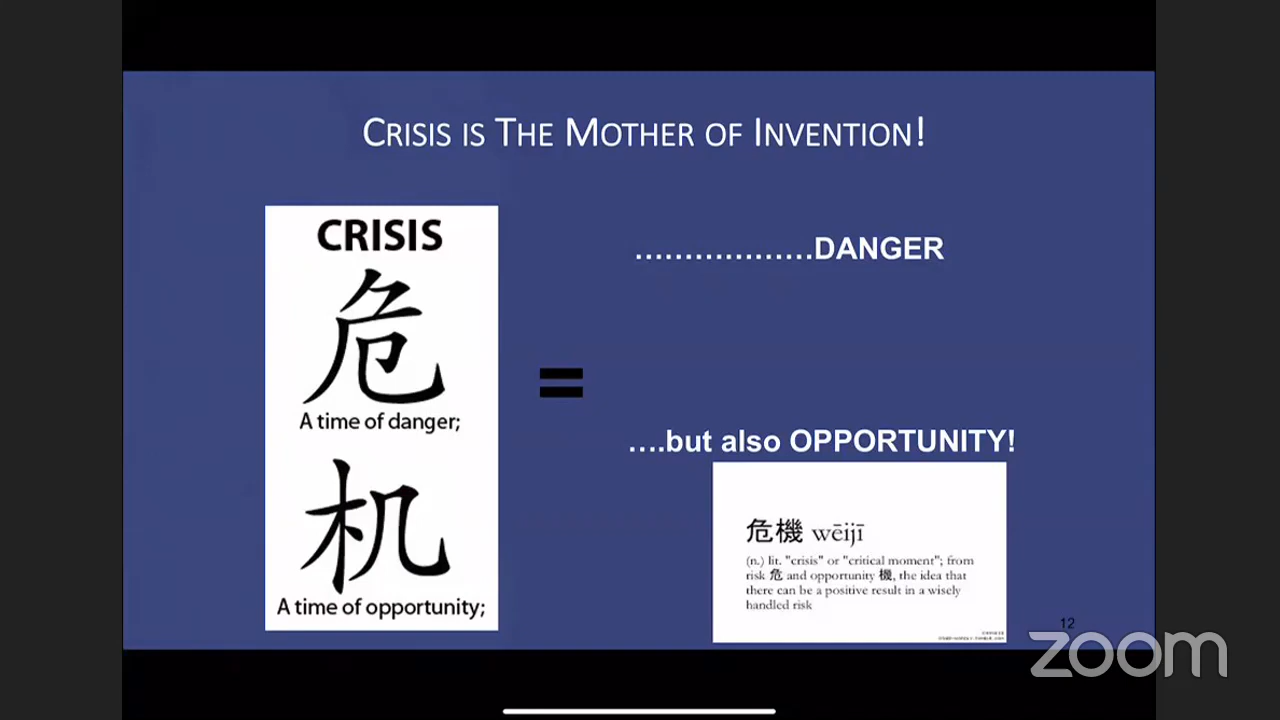 CRISIS IS THE MOTHER OF INVENTION!
CRISIS
危
A time of danger;
机
A time of opportunity;
=
………………DANGER
….but also OPPORTUNITY!
危機 wēijī
(n.) lit. "crisis" or "critical moment"; from
risk 危 and opportunity 機, the idea that
there can be a positive result in a wisely
handled risk
12
zoom